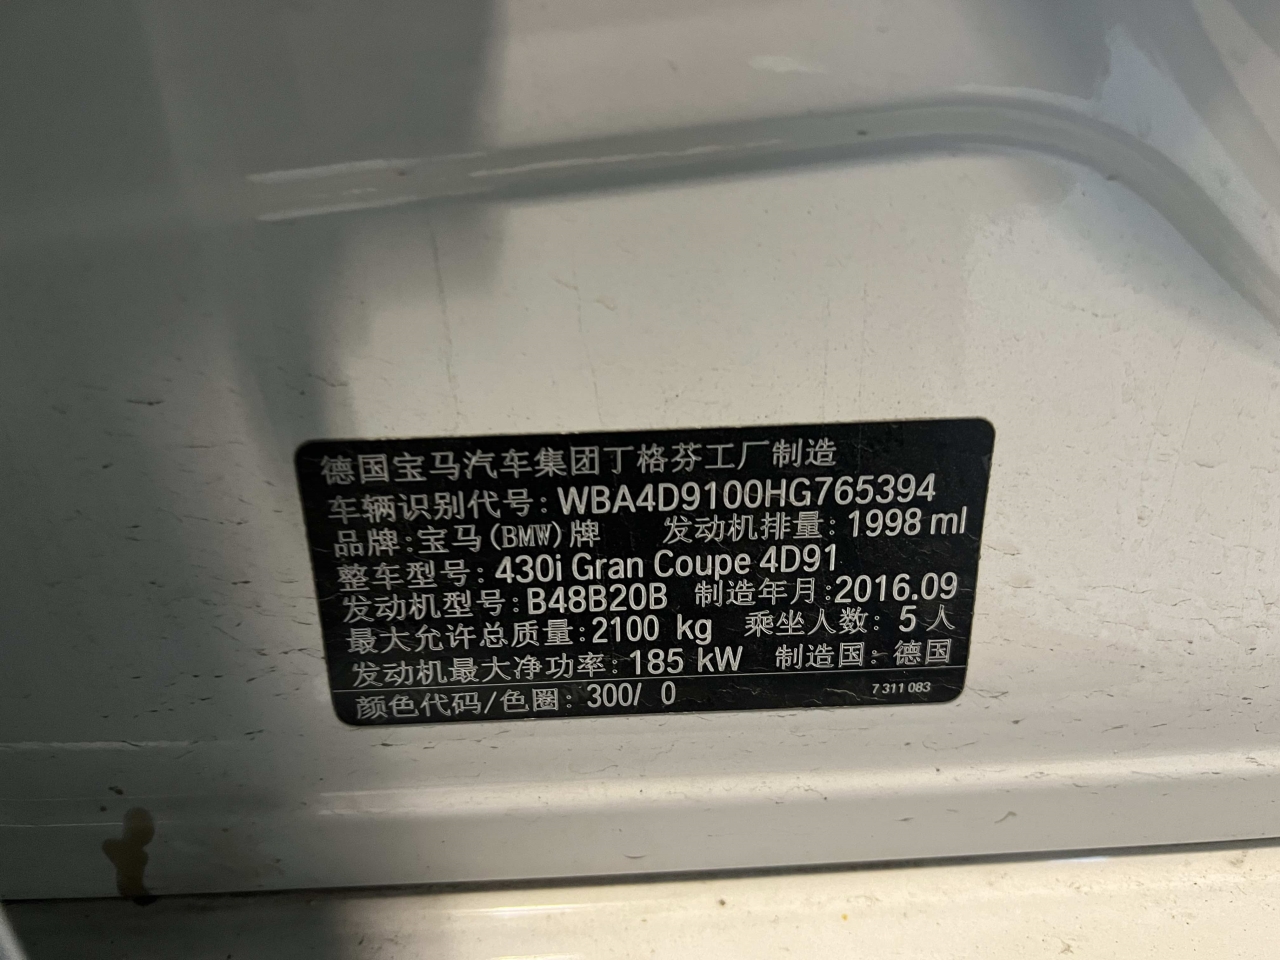 德国宝马汽车集团丁格芬工厂制造
车辆识别代号: WBA4D9100HG765394
品牌:宝马(BMW)牌 发动机排量: 1998 ml
整车型号: 430i Gran Coupe 4D91
发动机型号: B48B20B 制造年月:2016.09
最大允许总质量:2100 kg 乘坐人数: 5 人
发动机最大净功率: 185 kW 制造国: 德国
颜色代码/色圈: 300/ 0 7 311 083